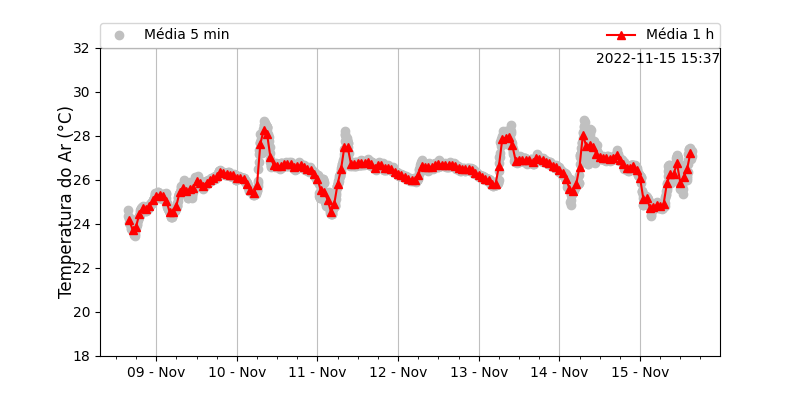 Média 5 min
Média 1 h
2022-11-15 15:37
Temperatura do Ar (°C)
32
30
28
26
24
22
20
18
09 - Nov
10 - Nov
11 - Nov
12 - Nov
13 - Nov
14 - Nov
15 - Nov